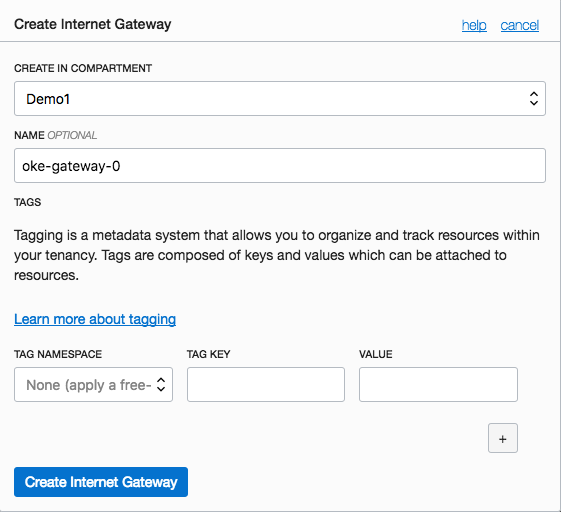 Create Internet Gateway help cancel
CREATE IN COMPARTMENT
Demo1
NAME OPTIONAL
oke-gateway-0
TAGS
Tagging is a metadata system that allows you to organize and track resources within
your tenancy. Tags are composed of keys and values which can be attached to
resources.
Learn more about tagging
TAG NAMESPACE TAG KEY VALUE
None (apply a free-
+
Create Internet Gateway